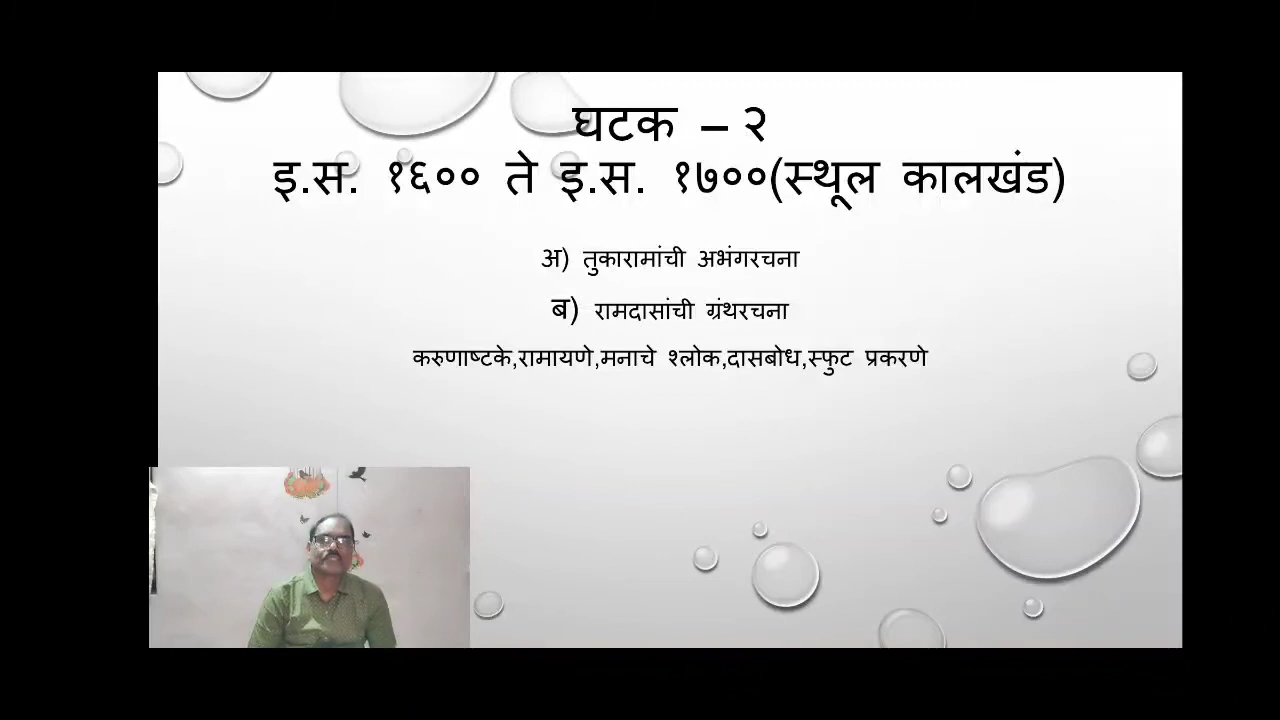 घटक – २
इ.स. १६०० ते इ.स. १७००(स्थूल कालखंड)
अ) तुकारामांची अभंगरचना
ब) रामदासांची ग्रंथरचना
करुणाष्टके,रामायणे,मनाचे श्लोक,दासबोध,स्फुट प्रकरणे